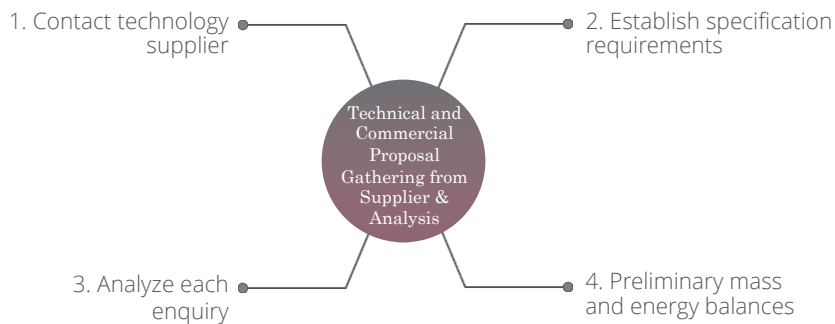 1. Contact technology
supplier
2. Establish specification
requirements
Technical and
Commercial
Proposal
Gathering from
Supplier &
Analysis
3. Analyze each
enquiry
4. Preliminary mass
and energy balances